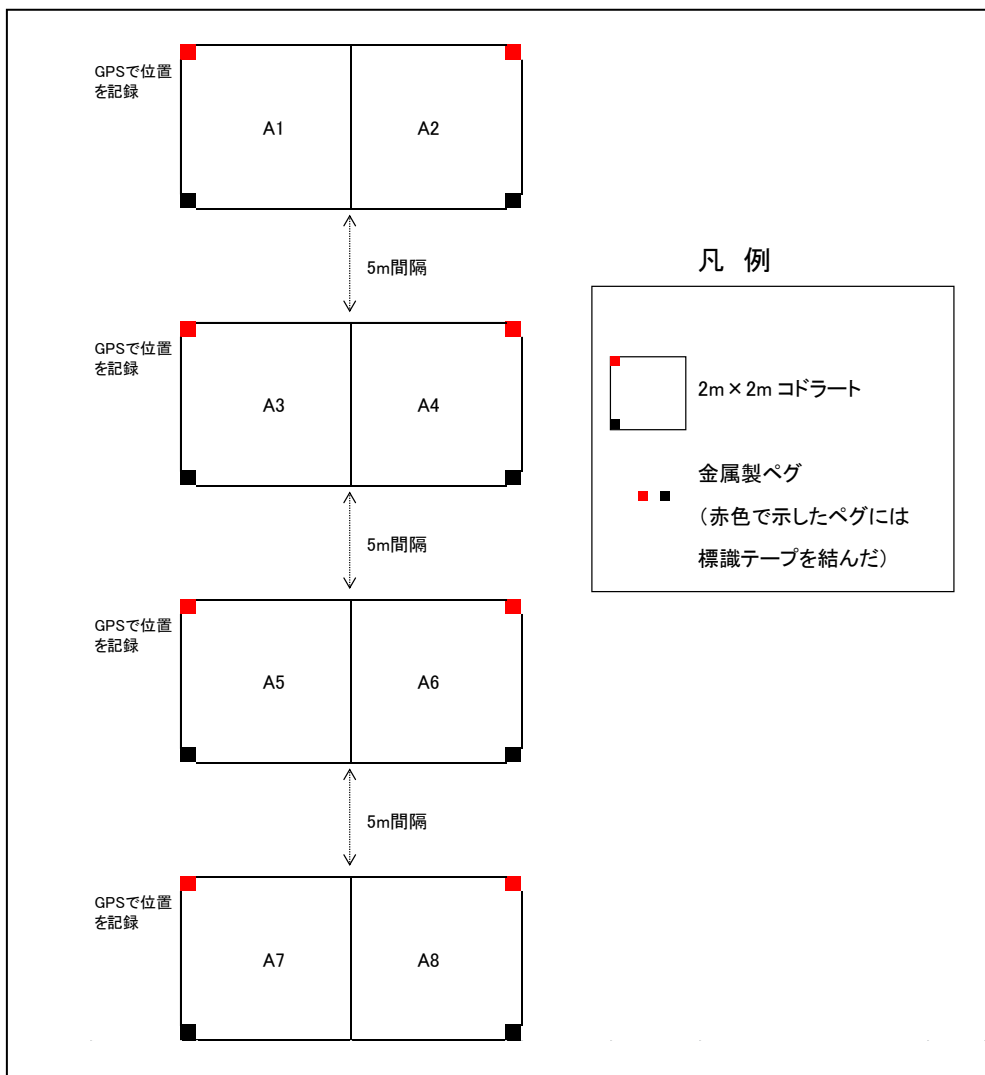 GPSで位置
を記録
A1
A2
5m間隔
GPSで位置
を記録
A3
A4
5m間隔
GPSで位置
を記録
A5
A6
5m間隔
GPSで位置
を記録
A7
A8
凡 例
2m×2m コドラート
金属製ペグ
(赤色で示したペグには
標識テープを結んだ)